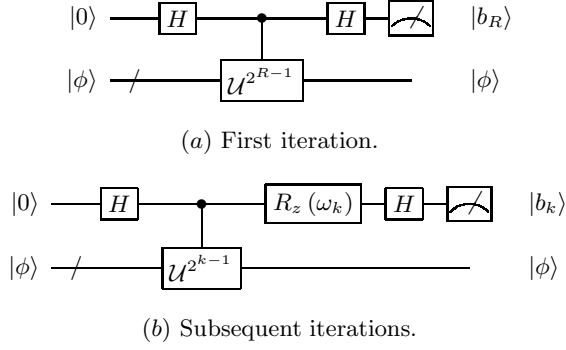 |0⟩ H H |b_R⟩
|ϕ⟩ 𝒰^{2^{R−1}} |ϕ⟩
(a) First iteration.
|0⟩ H R_z (ω_k) H |b_k⟩
|ϕ⟩ 𝒰^{2^{k−1}} |ϕ⟩
(b) Subsequent iterations.